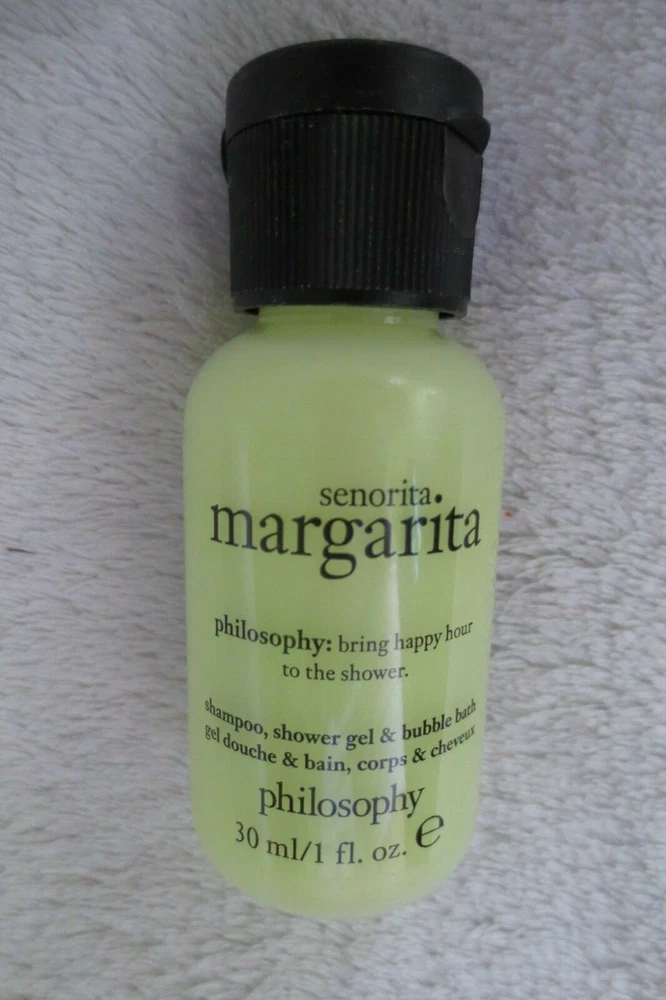 senorita
margarita
philosophy: bring happy hour
to the shower.
shampoo, shower gel & bubble bath
gel douche & bain, corps & cheveux
philosophy
30 ml/1 fl. oz. ℮